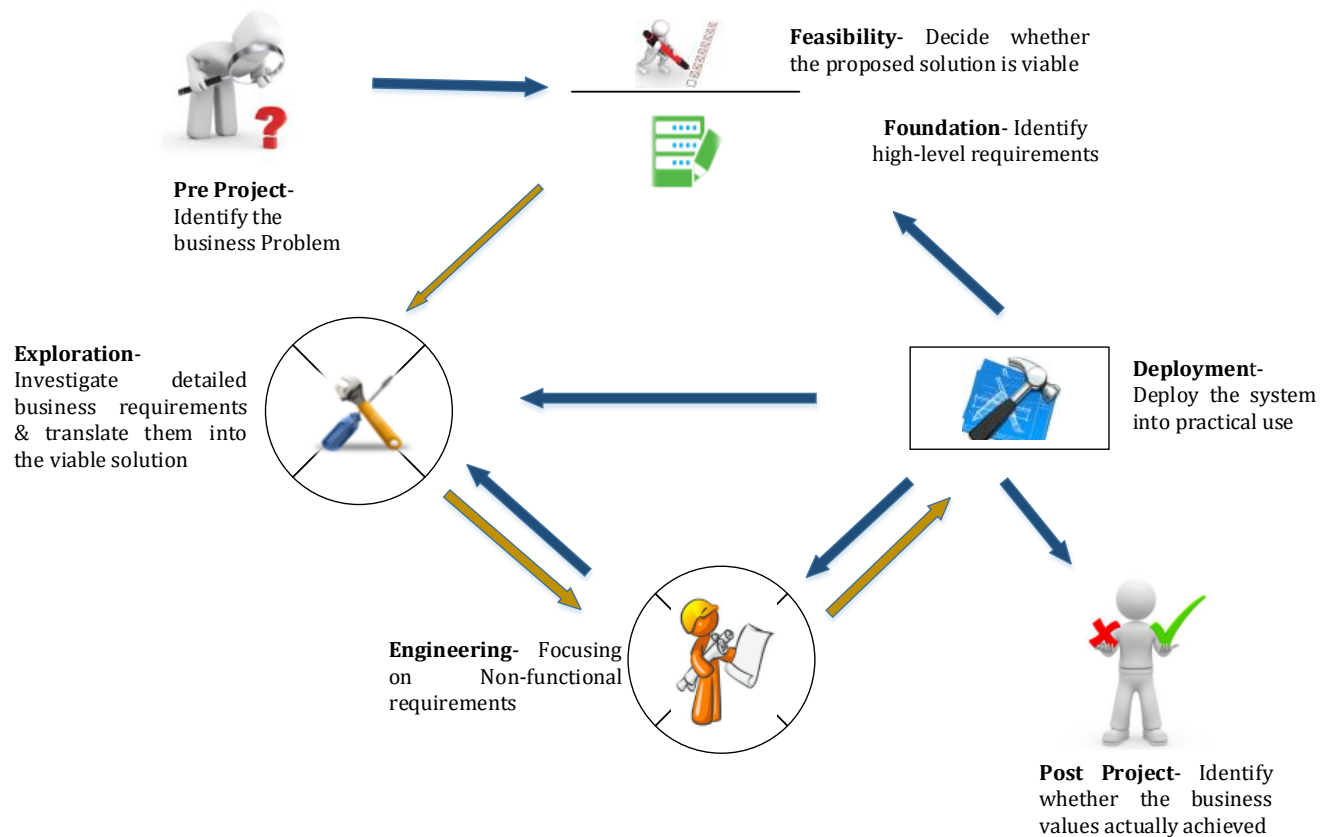 Feasibility- Decide whether
the proposed solution is viable
Foundation- Identify
high-level requirements
Pre Project-
Identify the
business Problem
Exploration-
Investigate detailed
business requirements
& translate them into
the viable solution
Deployment-
Deploy the system
into practical use
Engineering- Focusing
on Non-functional
requirements
Post Project- Identify
whether the business
values actually achieved